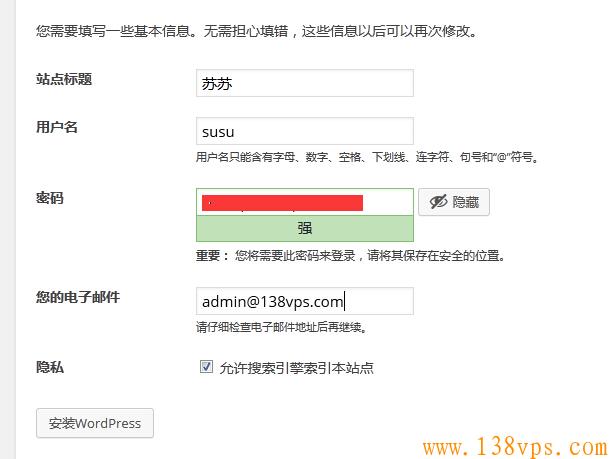 您需要填写一些基本信息。无需担心填错，这些信息以后可以再次修改。
站点标题
苏苏
用户名
susu
用户名只能含有字母、数字、空格、下划线、连字符、句号和“@”符号。
密码
隐藏
强
重要： 您将需要此密码来登录，请将其保存在安全的位置。
您的电子邮件
admin@138vps.com
请仔细检查电子邮件地址后再继续。
隐私
允许搜索引擎索引本站点
安装WordPress
www.138vps.com